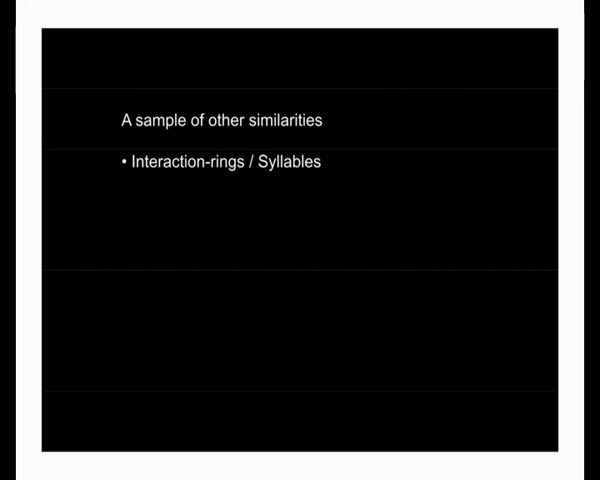 A sample of other similarities
• Interaction-rings / Syllables